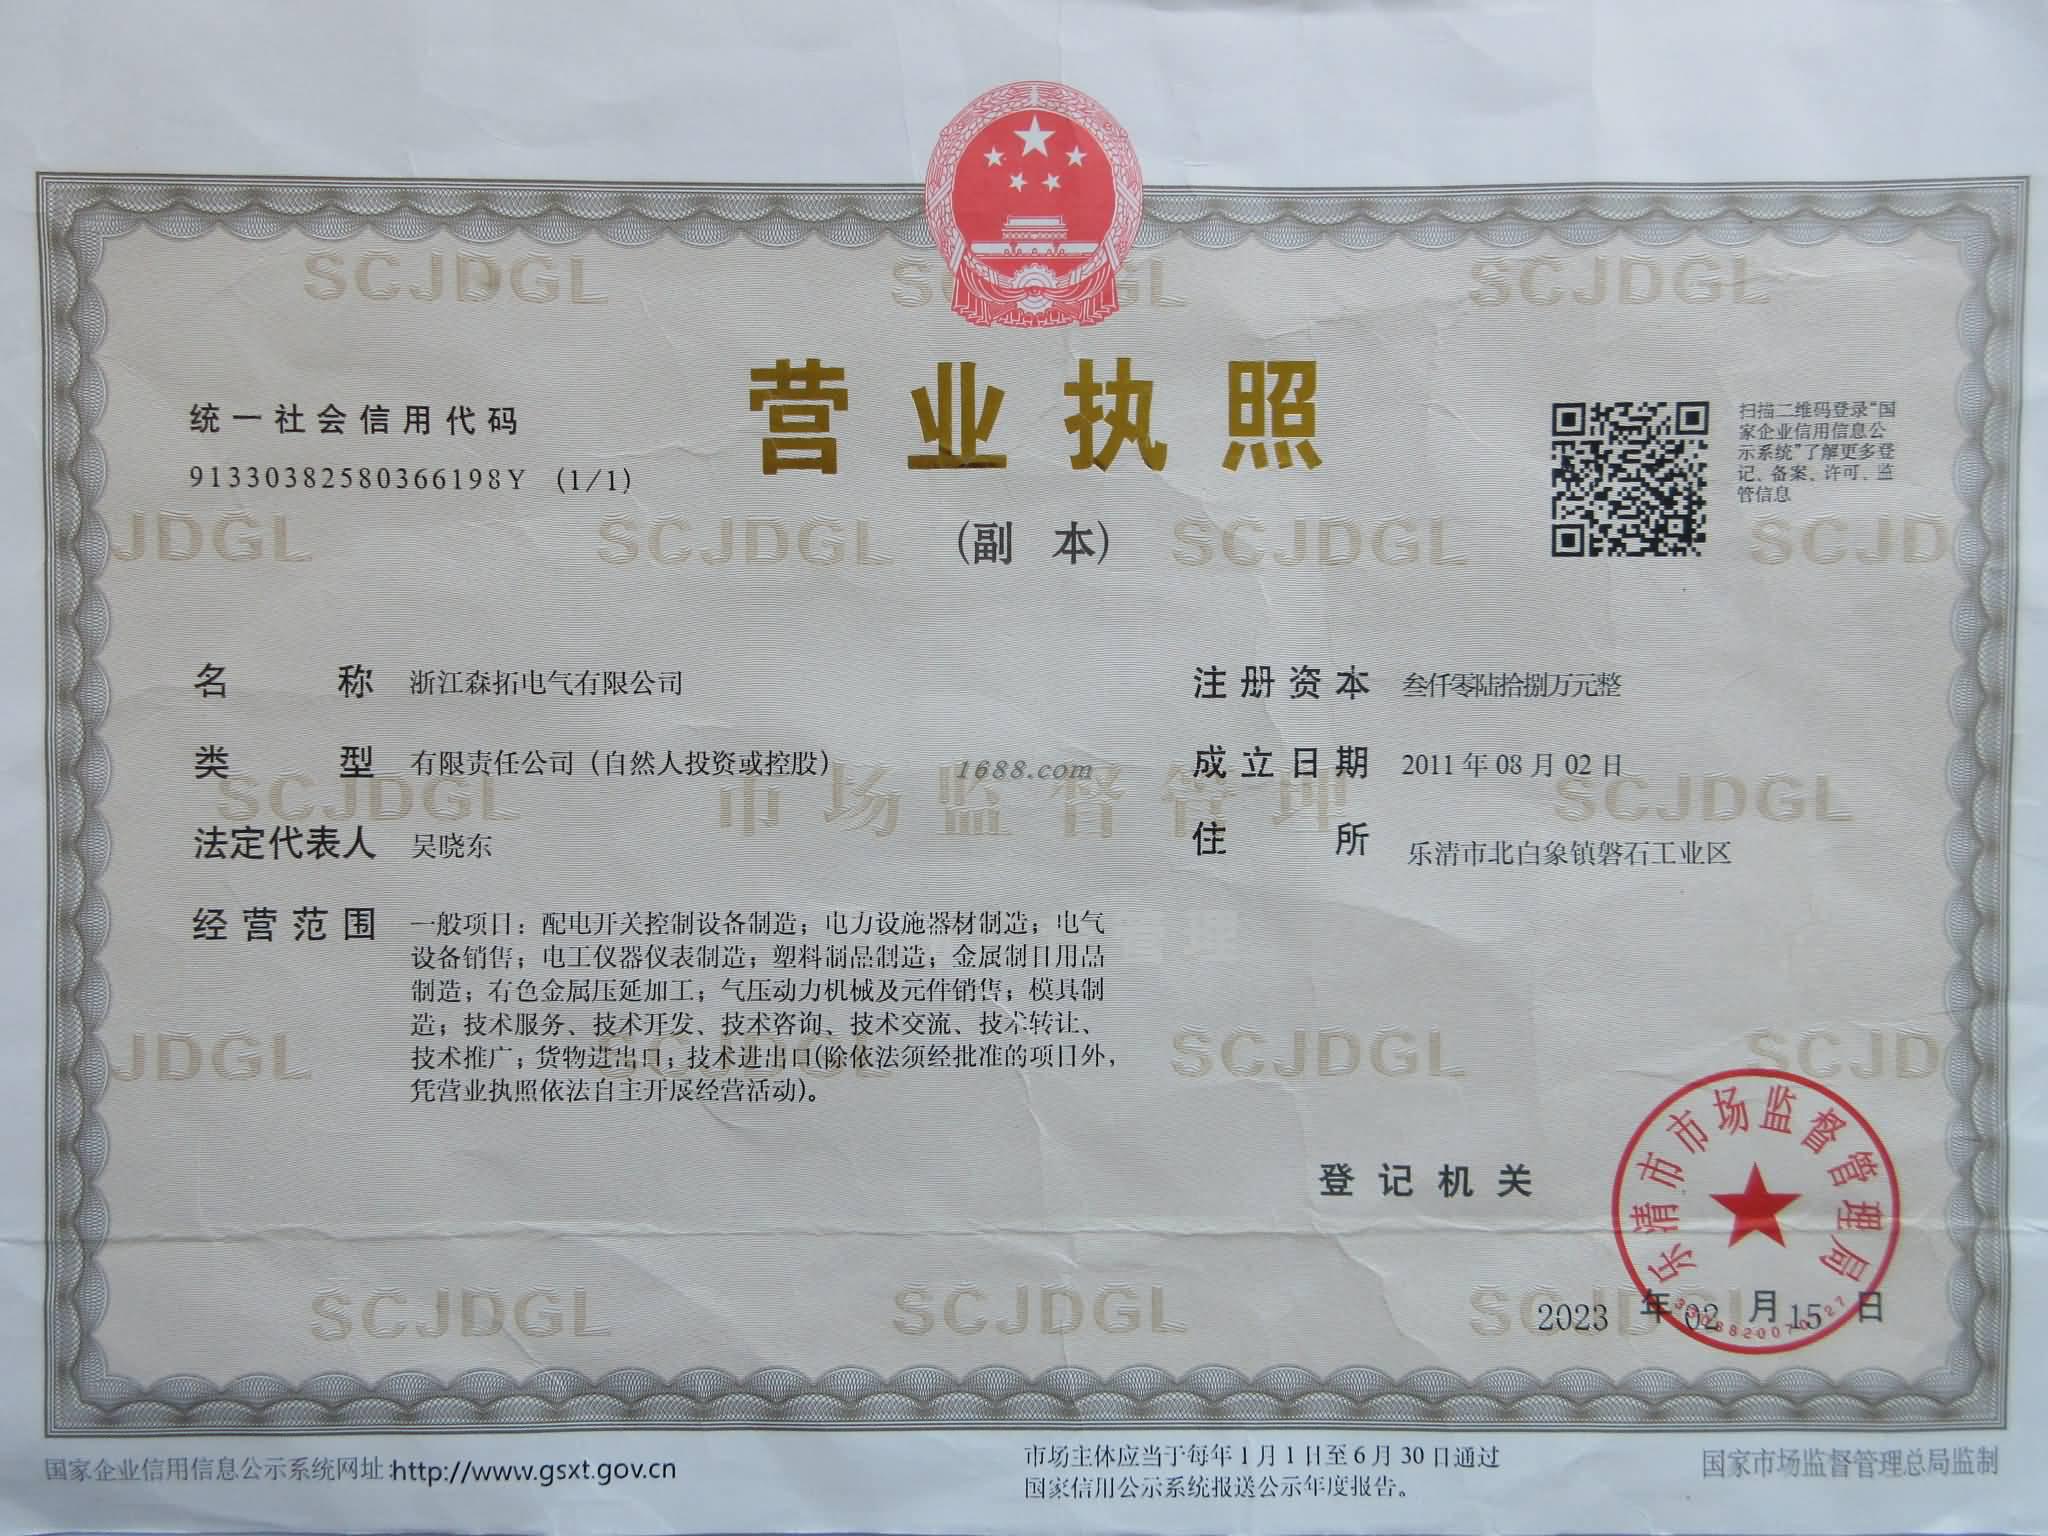 营业执照
(副 本)
统一社会信用代码
91330382580366198Y (1/1)
扫描二维码登录“国
家企业信用信息公
示系统”了解更多登
记、备案、许可、监
管信息
名 称 浙江森拓电气有限公司
类 型 有限责任公司（自然人投资或控股）
法定代表人 吴晓东
经营范围 一般项目：配电开关控制设备制造；电力设施器材制造；电气
设备销售；电工仪器仪表制造；塑料制品制造；金属制日用品
制造；有色金属压延加工；气压动力机械及元件销售；模具制
造；技术服务、技术开发、技术咨询、技术交流、技术转让、
技术推广；货物进出口；技术进出口(除依法须经批准的项目外，
凭营业执照依法自主开展经营活动)。
注册资本 叁仟零陆拾捌万元整
成立日期 2011年08月02日
住 所 乐清市北白象镇磐石工业区
1688.com
市场监督管理
SCJDGL
登记机关
乐清市市场监督管理局
2023 年 02 月 15 日
国家企业信用信息公示系统网址:http://www.gsxt.gov.cn
市场主体应当于每年1月1日至6月30日通过
国家信用公示系统报送公示年度报告。
国家市场监督管理总局监制